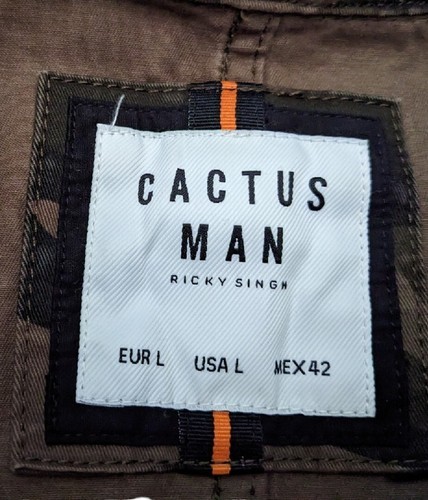 CACTUS
MAN
RICKY SINGH
EUR L USA L MEX 42